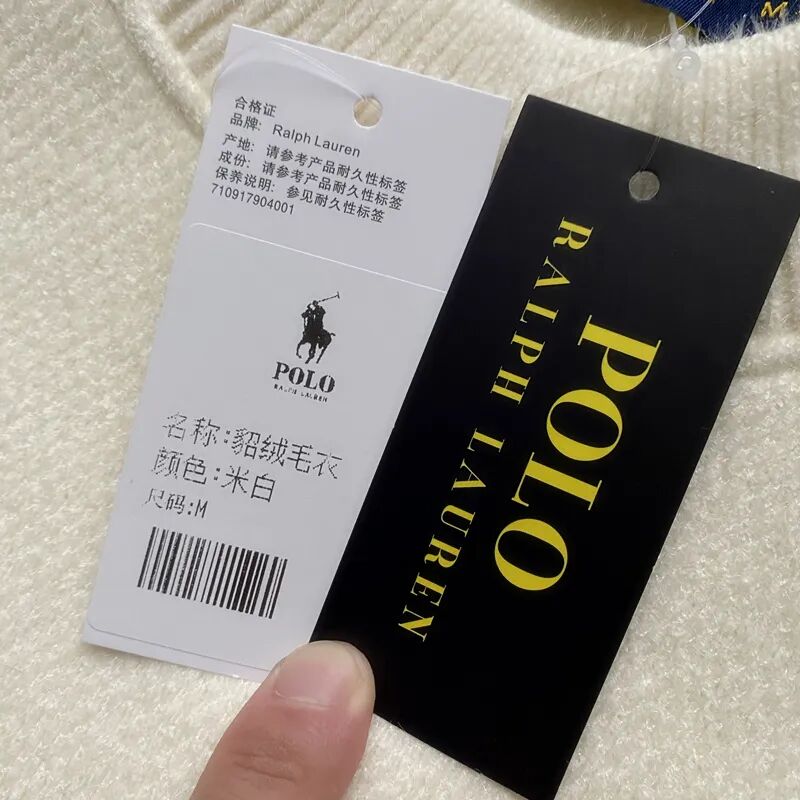 合格证
品牌: Ralph Lauren
产地: 请参考产品耐久性标签
成份: 请参考产品耐久性标签
保养说明: 参见耐久性标签
710917904001
POLO
RALPH LAUREN
名称:貂绒毛衣
颜色:米白
尺码:M
POLO
RALPH LAUREN
M